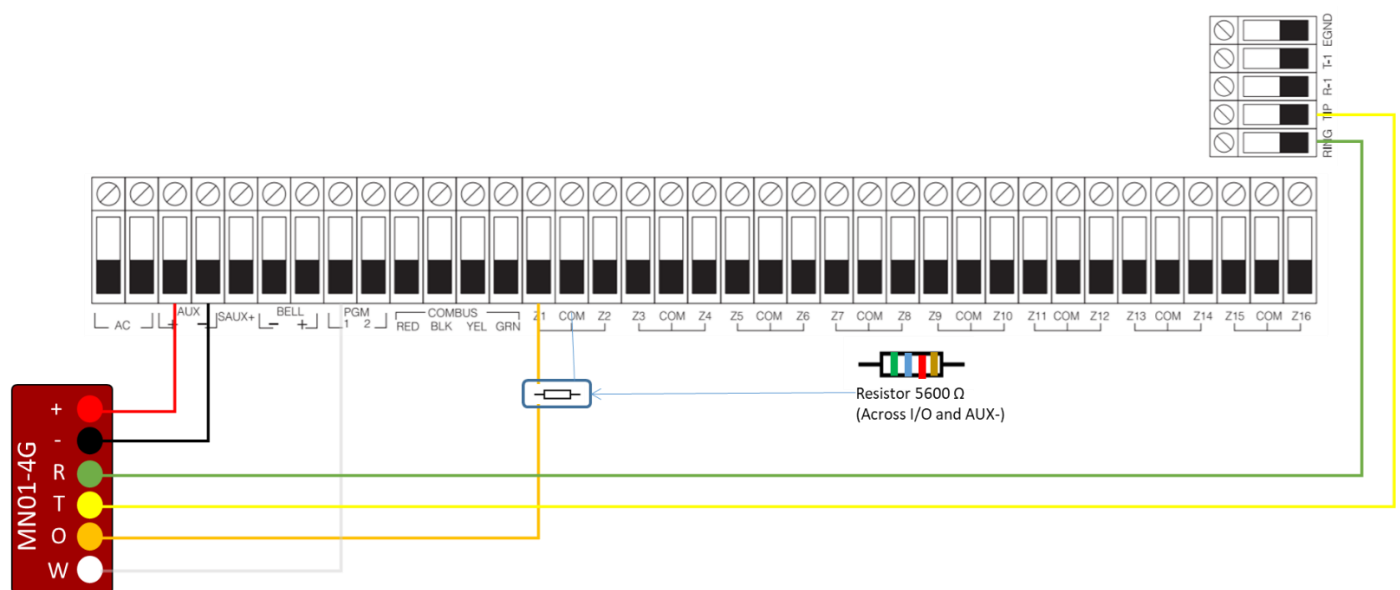 EGND
T-1
R-1
TIP
RING
AC
AUX
+ -
SAUX+
BELL
- +
PGM
1 2
COMBUS
RED BLK YEL GRN
Z1 COM Z2 Z3 COM Z4 Z5 COM Z6 Z7 COM Z8 Z9 COM Z10 Z11 COM Z12 Z13 COM Z14 Z15 COM Z16
Resistor 5600 Ω
(Across I/O and AUX-)
MN01-4G
+
-
R
T
O
W